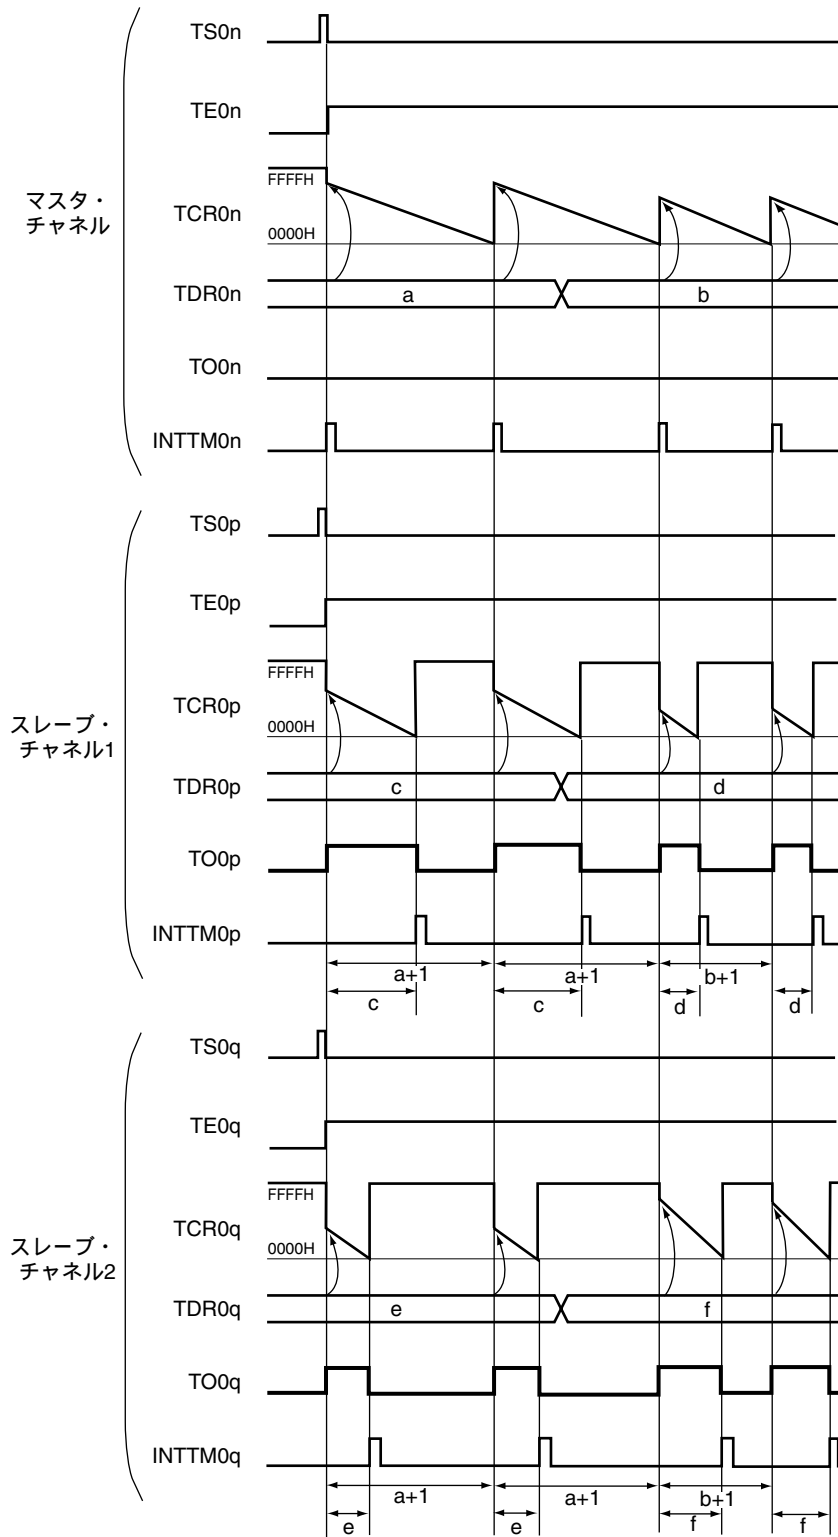 TS0n
TE0n
マスタ・
チャネル
FFFFH
TCR0n
0000H
TDR0n
a
b
TO0n
INTTM0n
TS0p
TE0p
スレーブ・
チャネル1
FFFFH
TCR0p
0000H
TDR0p
c
d
TO0p
INTTM0p
a+1
a+1
b+1
c
c
d
d
TS0q
TE0q
スレーブ・
チャネル2
FFFFH
TCR0q
0000H
TDR0q
e
f
TO0q
INTTM0q
a+1
a+1
b+1
e
e
f
f